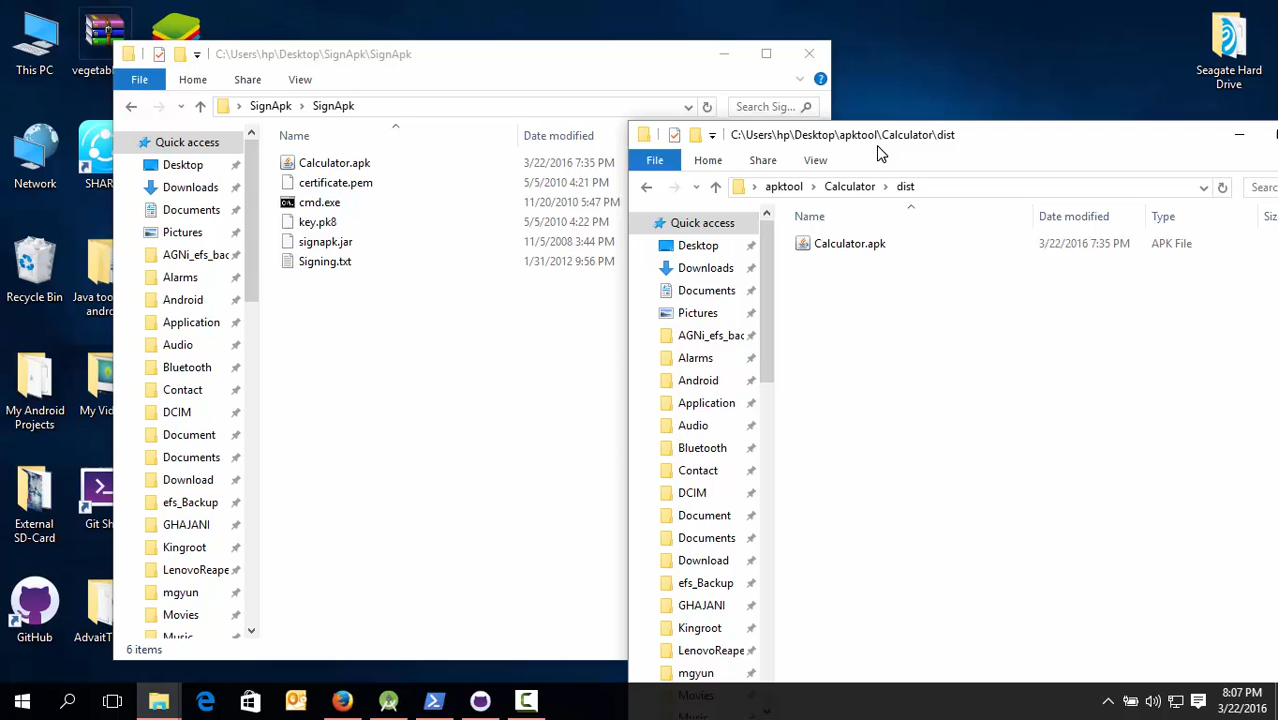 This PC
vegetab
Network
SHAR
Recycle Bin
Java too
andro
My Android
Projects
My Vid
External
SD-Card
Git Sh
GitHub
AdvaitT
Seagate Hard
Drive
C:\Users\hp\Desktop\SignApk\SignApk
File Home Share View
SignApk > SignApk
Search Sig...
Quick access
Desktop
Downloads
Documents
Pictures
AGNi_efs_bac
Alarms
Android
Application
Audio
Bluetooth
Contact
DCIM
Document
Documents
Download
efs_Backup
GHAJANI
Kingroot
LenovoReape
mgyun
Movies
Music
Name Date modified
Calculator.apk 3/22/2016 7:35 PM
certificate.pem 5/5/2010 4:21 PM
cmd.exe 11/20/2010 5:47 PM
key.pk8 5/5/2010 4:22 PM
signapk.jar 11/5/2008 3:44 PM
Signing.txt 1/31/2012 9:56 PM
6 items
C:\Users\hp\Desktop\apktool\Calculator\dist
File Home Share View
apktool > Calculator > dist
Searc
Quick access
Desktop
Downloads
Documents
Pictures
AGNi_efs_bac
Alarms
Android
Application
Audio
Bluetooth
Contact
DCIM
Document
Documents
Download
efs_Backup
GHAJANI
Kingroot
LenovoReape
mgyun
Movies
Name Date modified Type Siz
Calculator.apk 3/22/2016 7:35 PM APK File
8:07 PM
3/22/2016